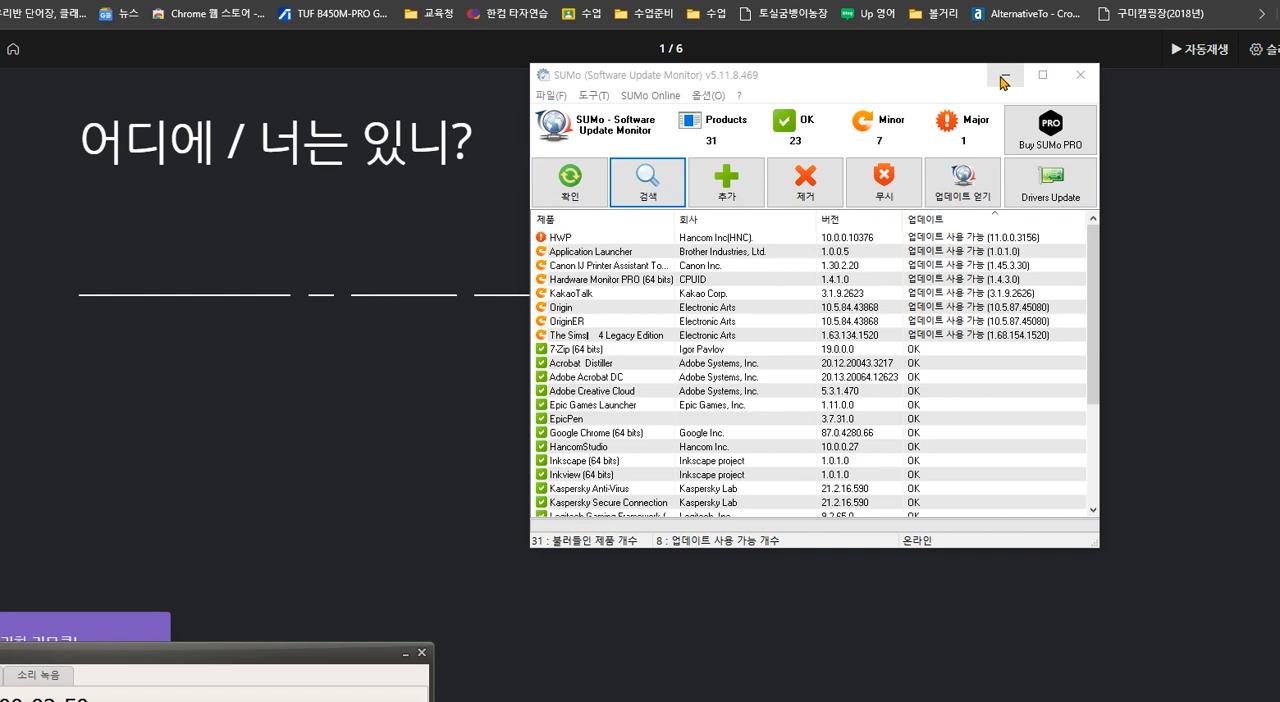 우리반 단어장, 클래...
뉴스
Chrome 웹 스토어 -...
TUF B450M-PRO G...
교육청
한컴 타자연습
수업
수업준비
수업
토실궁뱅이농장
Up 영어
볼거리
AlternativeTo - Cro...
구미캠핑장(2018년)
1 / 6
자동재생
어디에 / 너는 있니?
SUMo (Software Update Monitor) v5.11.8.469
파일(F) 도구(T) SUMo Online 옵션(O) ?
SUMo - Software
Update Monitor
Products
31
OK
23
Minor
7
Major
1
PRO
Buy SUMo PRO
확인
검색
추가
제거
무시
업데이트 얻기
Drivers Update
제품 회사 버전 업데이트
HWP Hancom Inc(HNC). 10.0.0.10376 업데이트 사용 가능 (11.0.0.3156)
Application Launcher Brother Industries, Ltd. 1.0.0.5 업데이트 사용 가능 (1.0.1.0)
Canon IJ Printer Assistant To... Canon Inc. 1.30.2.20 업데이트 사용 가능 (1.45.3.30)
Hardware Monitor PRO (64 bits) CPUID 1.4.1.0 업데이트 사용 가능 (1.4.3.0)
KakaoTalk Kakao Corp. 3.1.9.2623 업데이트 사용 가능 (3.1.9.2626)
Origin Electronic Arts 10.5.84.43868 업데이트 사용 가능 (10.5.87.45080)
OriginER Electronic Arts 10.5.84.43868 업데이트 사용 가능 (10.5.87.45080)
The Sims 4 Legacy Edition Electronic Arts 1.63.134.1520 업데이트 사용 가능 (1.68.154.1520)
7-Zip (64 bits) Igor Pavlov 19.0.0.0 OK
Acrobat Distiller Adobe Systems, Inc. 20.12.20043.3217 OK
Adobe Acrobat DC Adobe Systems, Inc. 20.13.20064.12623 OK
Adobe Creative Cloud Adobe Systems, Inc. 5.3.1.470 OK
Epic Games Launcher Epic Games, Inc. 1.11.0.0 OK
EpicPen 3.7.31.0 OK
Google Chrome (64 bits) Google Inc. 87.0.4280.66 OK
HancomStudio Hancom Inc. 10.0.0.27 OK
Inkscape (64 bits) Inkscape project 1.0.1.0 OK
Inkview (64 bits) Inkscape project 1.0.1.0 OK
Kaspersky Anti-Virus Kaspersky Lab 21.2.16.590 OK
Kaspersky Secure Connection Kaspersky Lab 21.2.16.590 OK
Logitech Gaming Framework ( Logitech, Inc. 9.2.65.0 OK
31 : 불러들인 제품 개수 8 : 업데이트 사용 가능 개수 온라인
소리 녹음